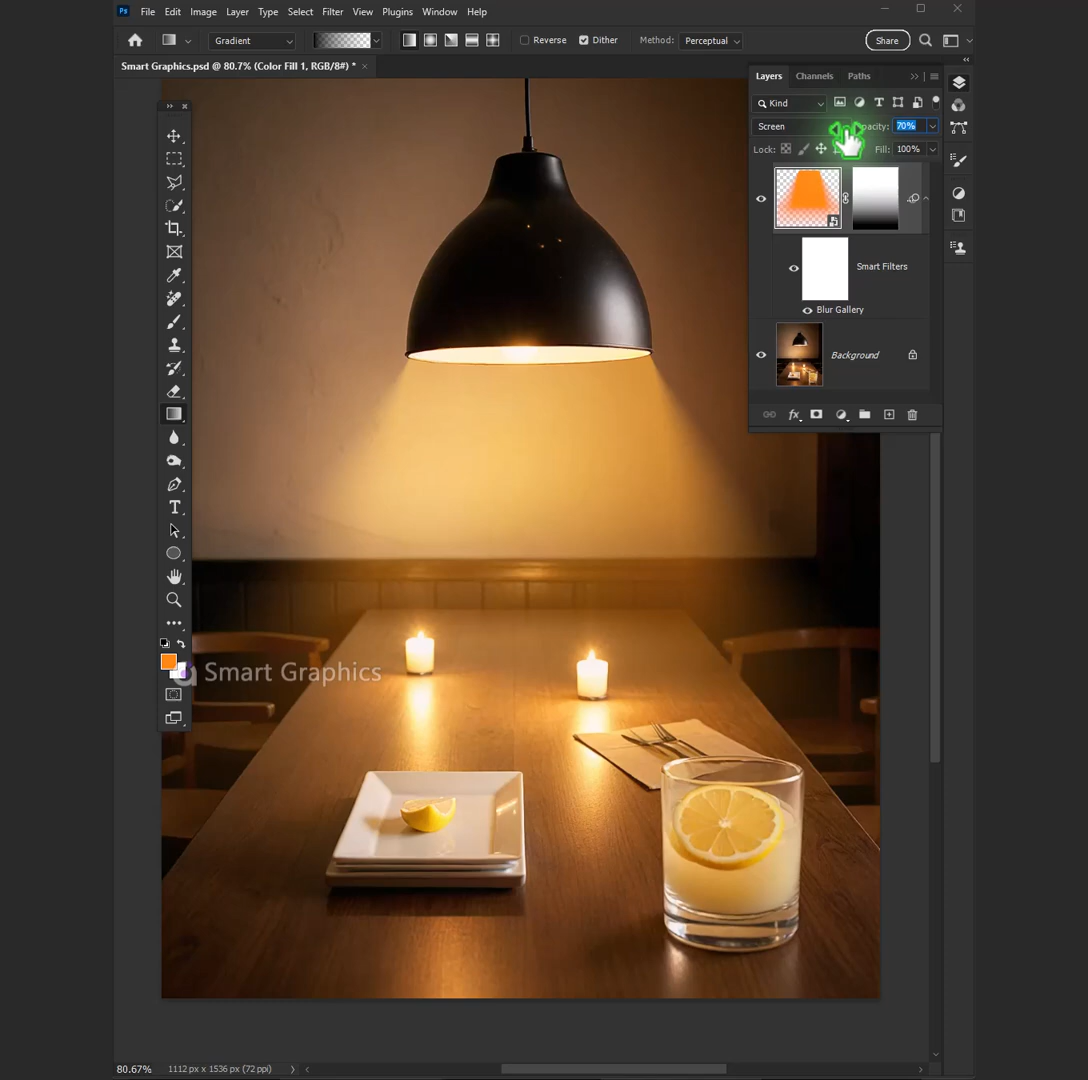 Ps File Edit Image Layer Type Select Filter View Plugins Window Help
Gradient Reverse Dither Method: Perceptual Share
Smart Graphics.psd @ 80.7% (Color Fill 1, RGB/8#) * ×
Layers Channels Paths
Kind
Screen pacity: 70%
Lock: Fill: 100%
Smart Filters
Blur Gallery
Background
fx
Smart Graphics
80.67% 1112 px x 1536 px (72 ppi)